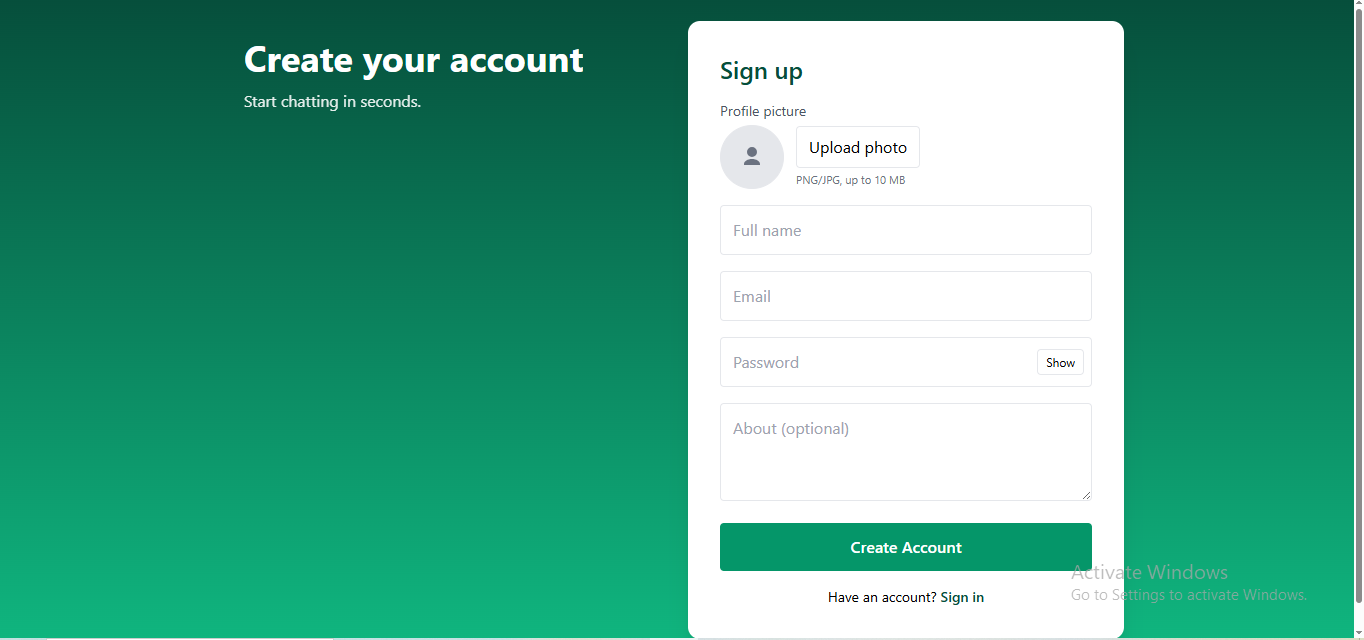 Create your account
Start chatting in seconds.
Sign up
Profile picture
Upload photo
PNG/JPG, up to 10 MB
Full name
Email
Password
Show
About (optional)
Create Account
Have an account? Sign in
Activate Windows
Go to Settings to activate Windows.